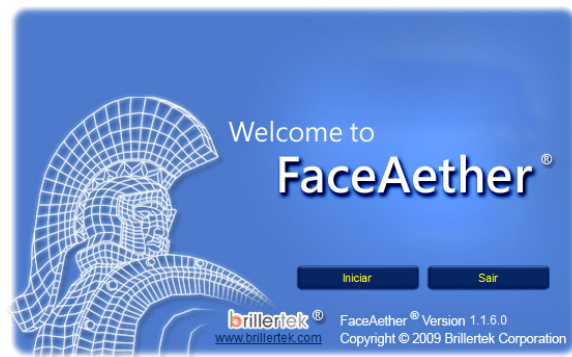 Welcome to
FaceAether ®
Iniciar Sair
brillertek ® FaceAether ® Version 1.1.6.0
www.brillertek.com Copyright © 2009 Brillertek Corporation